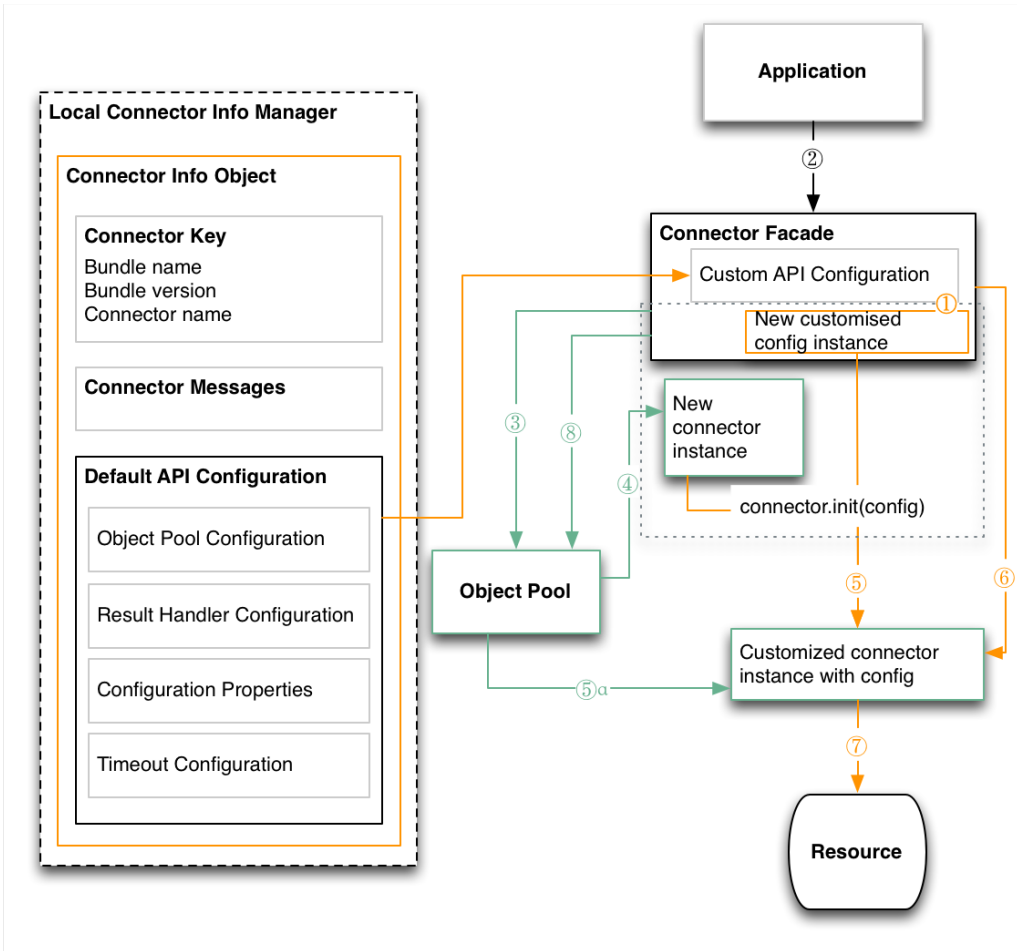 Application
Local Connector Info Manager
②
Connector Info Object
Connector Key
Bundle name
Bundle version
Connector name
Connector Facade
Custom API Configuration
①
New customised
config instance
Connector Messages
③
⑧
New
connector
instance
④
Default API Configuration
connector.init(config)
Object Pool Configuration
Object Pool
⑤
⑥
Result Handler Configuration
Customized connector
instance with config
Configuration Properties
⑤α
⑦
Timeout Configuration
Resource